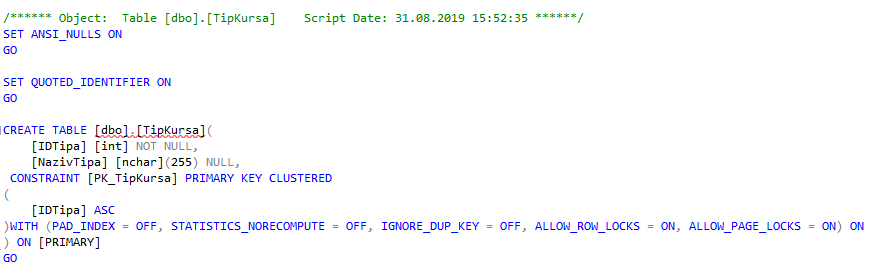 /****** Object:  Table [dbo].[TipKursa]    Script Date: 31.08.2019 15:52:35 ******/
SET ANSI_NULLS ON
GO
SET QUOTED_IDENTIFIER ON
GO
CREATE TABLE [dbo].[TipKursa](
    [IDTipa] [int] NOT NULL,
    [NazivTipa] [nchar](255) NULL,
 CONSTRAINT [PK_TipKursa] PRIMARY KEY CLUSTERED
(
    [IDTipa] ASC
)WITH (PAD_INDEX = OFF, STATISTICS_NORECOMPUTE = OFF, IGNORE_DUP_KEY = OFF, ALLOW_ROW_LOCKS = ON, ALLOW_PAGE_LOCKS = ON) ON
) ON [PRIMARY]
GO